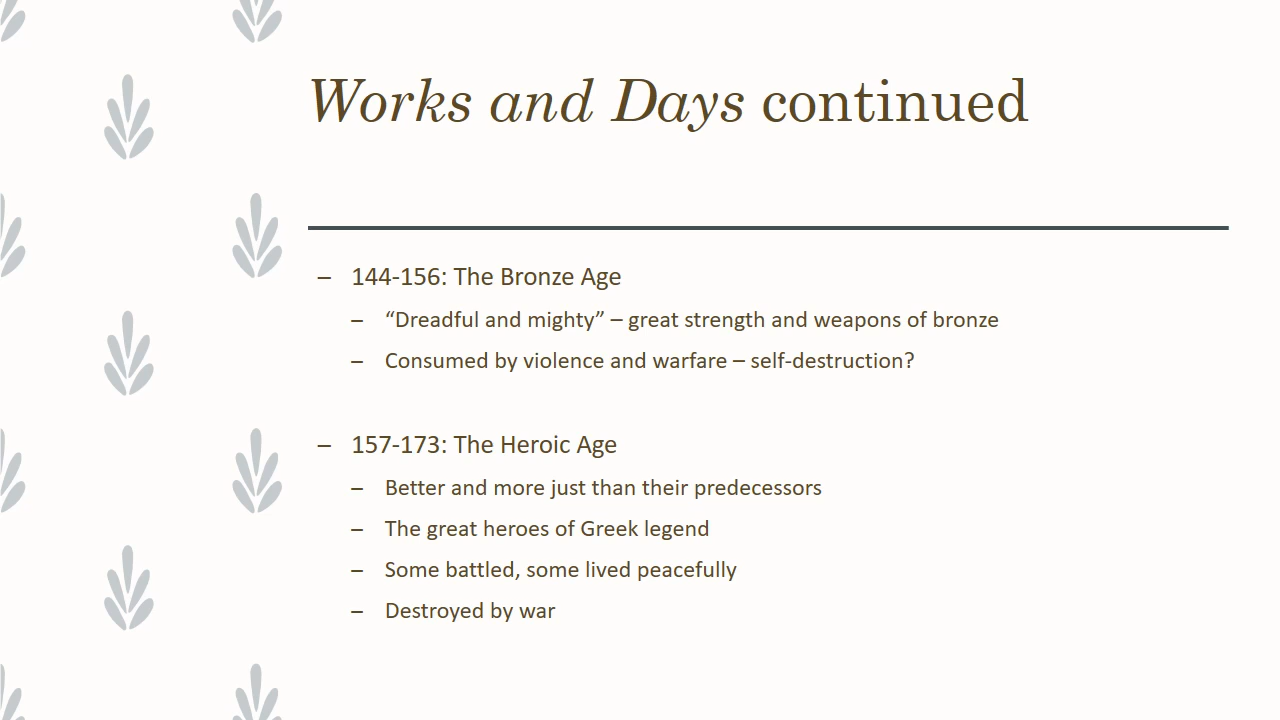 Works and Days continued
– 144-156: The Bronze Age
– “Dreadful and mighty” – great strength and weapons of bronze
– Consumed by violence and warfare – self-destruction?
– 157-173: The Heroic Age
– Better and more just than their predecessors
– The great heroes of Greek legend
– Some battled, some lived peacefully
– Destroyed by war